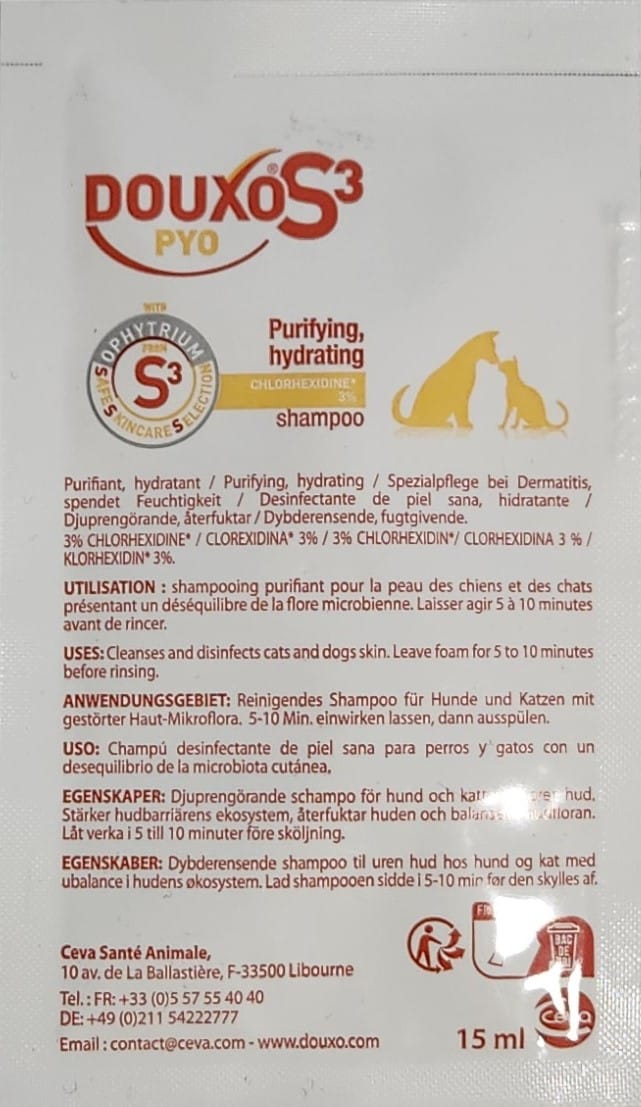 DOUXO®S³
PYO
WITH
OPHYTRIUM
FROM
S³
SAFE SKINCARE SELECTION
Purifying,
hydrating
CHLORHEXIDINE*
3%
shampoo
Purifiant, hydratant / Purifying, hydrating / Spezialpflege bei Dermatitis,
spendet Feuchtigkeit / Desinfectante de piel sana, hidratante /
Djuprengörande, återfuktar / Dybderensende, fugtgivende.
3% CHLORHEXIDINE* / CLOREXIDINA* 3% / 3% CHLORHEXIDIN*/ CLORHEXIDINA 3 % /
KLORHEXIDIN* 3%.
UTILISATION : shampooing purifiant pour la peau des chiens et des chats
présentant un déséquilibre de la flore microbienne. Laisser agir 5 à 10 minutes
avant de rincer.
USES: Cleanses and disinfects cats and dogs skin. Leave foam for 5 to 10 minutes
before rinsing.
ANWENDUNGSGEBIET: Reinigendes Shampoo für Hunde und Katzen mit
gestörter Haut-Mikroflora. 5-10 Min. einwirken lassen, dann ausspülen.
USO: Champú desinfectante de piel sana para perros y gatos con un
desequilibrio de la microbiota cutánea.
EGENSKAPER: Djuprengörande schampo för hund och hud.
Stärker hudbarriärens ekosystem, återfuktar huden och
Låt verka i 5 till 10 minuter före sköljning.
EGENSKABER: Dybderensende shampoo til uren hud hos hund og kat med
ubalance i hudens økosystem. Lad shampooen sidde i 5-10 min før den skylles af.
BAC
DE
Ceva Santé Animale,
10 av. de La Ballastière, F-33500 Libourne
Tel. : FR: +33 (0)5 57 55 40 40
DE: +49 (0)211 54222777
Email : contact@ceva.com - www.douxo.com
15 ml
Ceva